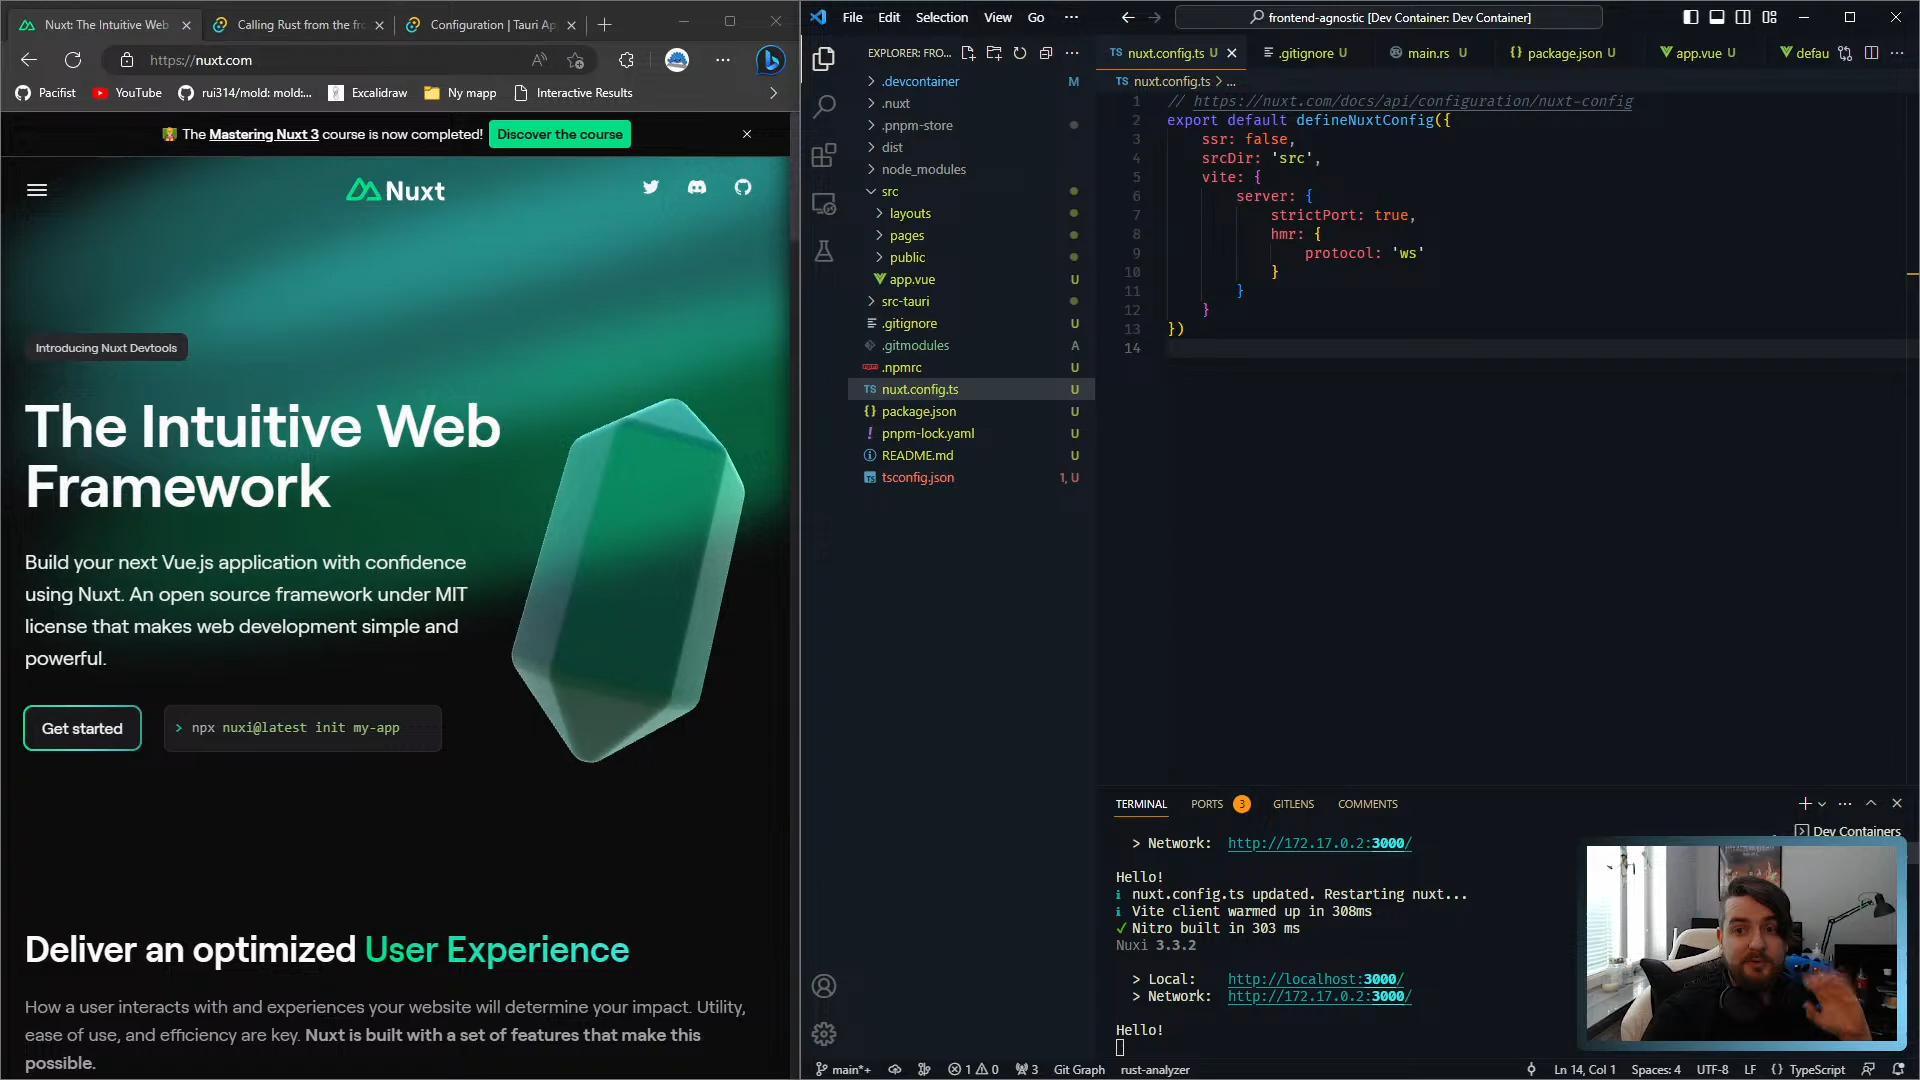 Nuxt: The Intuitive Web
Calling Rust from the fr
Configuration | Tauri Ap
https://nuxt.com
Pacifist
YouTube
rui314/mold: mold:...
Excalidraw
Ny mapp
Interactive Results
The Mastering Nuxt 3 course is now completed!
Discover the course
Nuxt
Introducing Nuxt Devtools
The Intuitive Web
Framework
Build your next Vue.js application with confidence
using Nuxt. An open source framework under MIT
license that makes web development simple and
powerful.
Get started
> npx nuxi@latest init my-app
Deliver an optimized User Experience
How a user interacts with and experiences your website will determine your impact. Utility,
ease of use, and efficiency are key. Nuxt is built with a set of features that make this
possible.
File Edit Selection View Go ...
frontend-agnostic [Dev Container: Dev Container]
EXPLORER: FRO...
.devcontainer M
.nuxt
.pnpm-store
dist
node_modules
src
layouts
pages
public
app.vue U
src-tauri
.gitignore U
.gitmodules A
.npmrc U
TS nuxt.config.ts U
{} package.json U
! pnpm-lock.yaml U
README.md U
tsconfig.json 1, U
TS nuxt.config.ts U
.gitignore U
main.rs U
{} package.json U
app.vue U
defau
TS nuxt.config.ts > ...
1 // https://nuxt.com/docs/api/configuration/nuxt-config
2 export default defineNuxtConfig({
3 ssr: false,
4 srcDir: 'src',
5 vite: {
6 server: {
7 strictPort: true,
8 hmr: {
9 protocol: 'ws'
10 }
11 }
12 }
13 })
14
TERMINAL PORTS 3 GITLENS COMMENTS
Dev Containers
> Network: http://172.17.0.2:3000/
Hello!
i nuxt.config.ts updated. Restarting nuxt...
i Vite client warmed up in 308ms
✓ Nitro built in 303 ms
Nuxi 3.3.2
> Local: http://localhost:3000/
> Network: http://172.17.0.2:3000/
Hello!
main*+
1 0
3
Git Graph
rust-analyzer
Ln 14, Col 1
Spaces: 4
UTF-8
LF
{} TypeScript